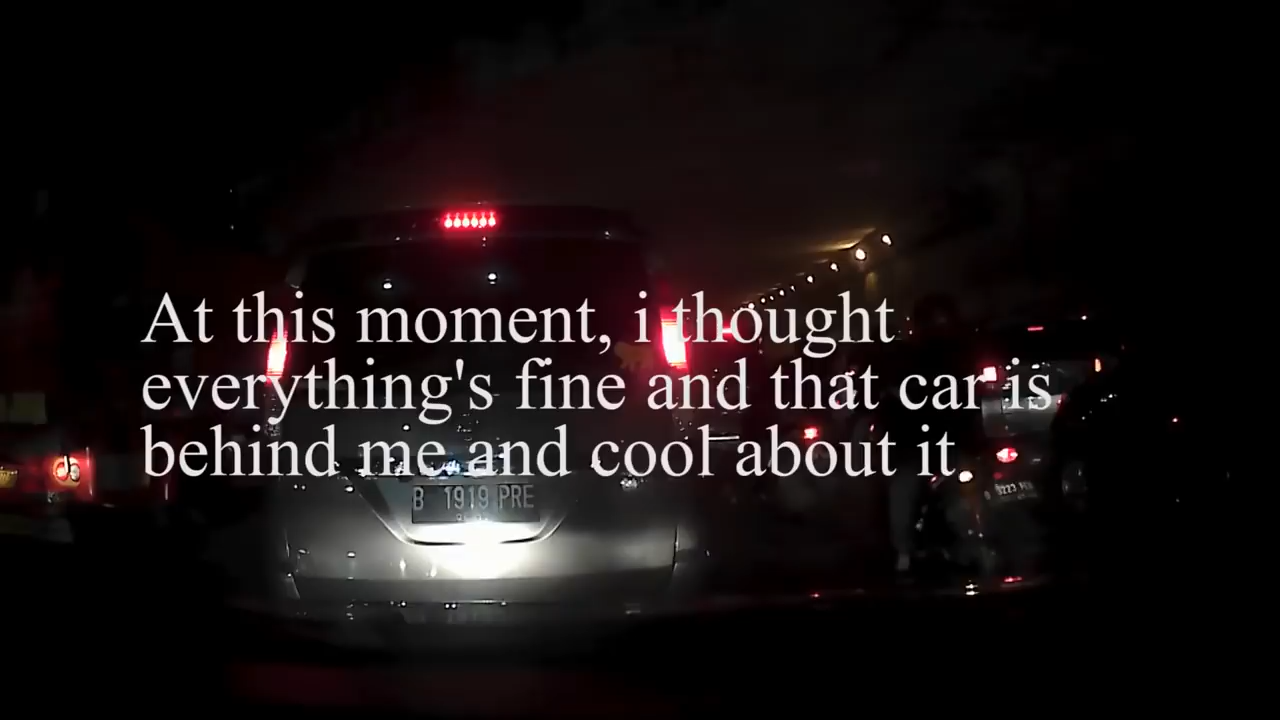 At this moment, i thought
everything's fine and that car is
behind me and cool about it.
B 1919 PRE